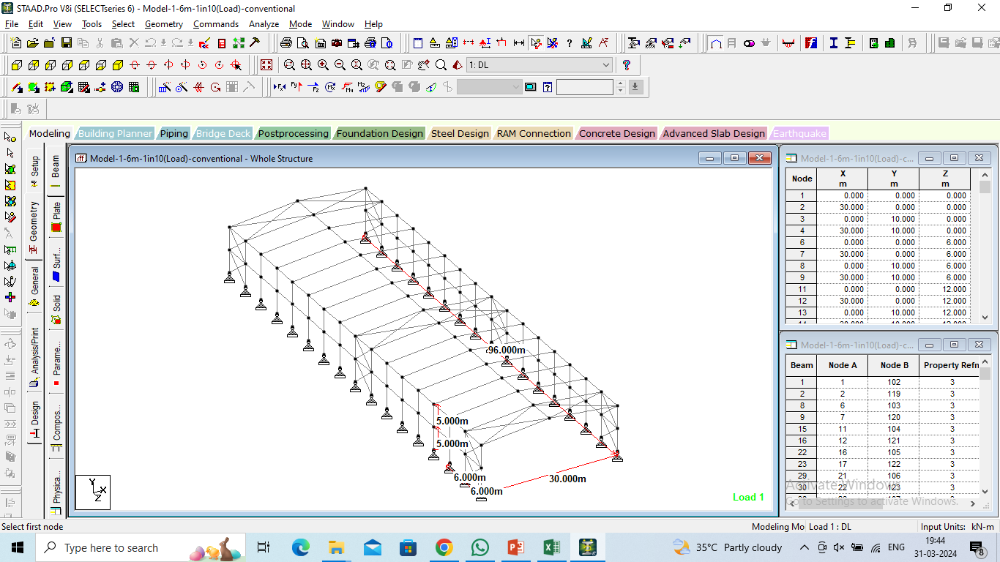 STAAD.Pro V8i (SELECTseries 6) - Model-1-6m-1in10(Load)-conventional
File Edit View Tools Select Geometry Commands Analyze Mode Window Help
1: DL
Modeling Building Planner Piping Bridge Deck Postprocessing Foundation Design Steel Design RAM Connection Concrete Design Advanced Slab Design Earthquake
Setup
Geometry
General
Analysis/Print
Design
Beam
Plate
Surf...
Solid
Parame...
Compos...
Physica...
Model-1-6m-1in10(Load)-conventional - Whole Structure
96.000m
5.000m
5.000m
6.000m
6.000m
30.000m
Load 1
Y
X
Z
Model-1-6m-1in10(Load)-c...
Node X m Y m Z m
1 0.000 0.000 0.000
2 30.000 0.000 0.000
3 0.000 10.000 0.000
4 30.000 10.000 0.000
6 0.000 0.000 6.000
7 30.000 0.000 6.000
8 0.000 10.000 6.000
9 30.000 10.000 6.000
11 0.000 0.000 12.000
12 30.000 0.000 12.000
13 0.000 10.000 12.000
Model-1-6m-1in10(Load)-c...
Beam Node A Node B Property Refn
1 1 102 3
2 2 119 3
8 6 103 3
9 7 120 3
15 11 104 3
16 12 121 3
22 16 105 3
23 17 122 3
29 21 106 3
30 22 123 3
Activate Windows
Go to Settings to activate Windows.
Select first node
Modeling Mo Load 1 : DL Input Units: kN-m
Type here to search
35°C Partly cloudy
ENG
19:44
31-03-2024
8